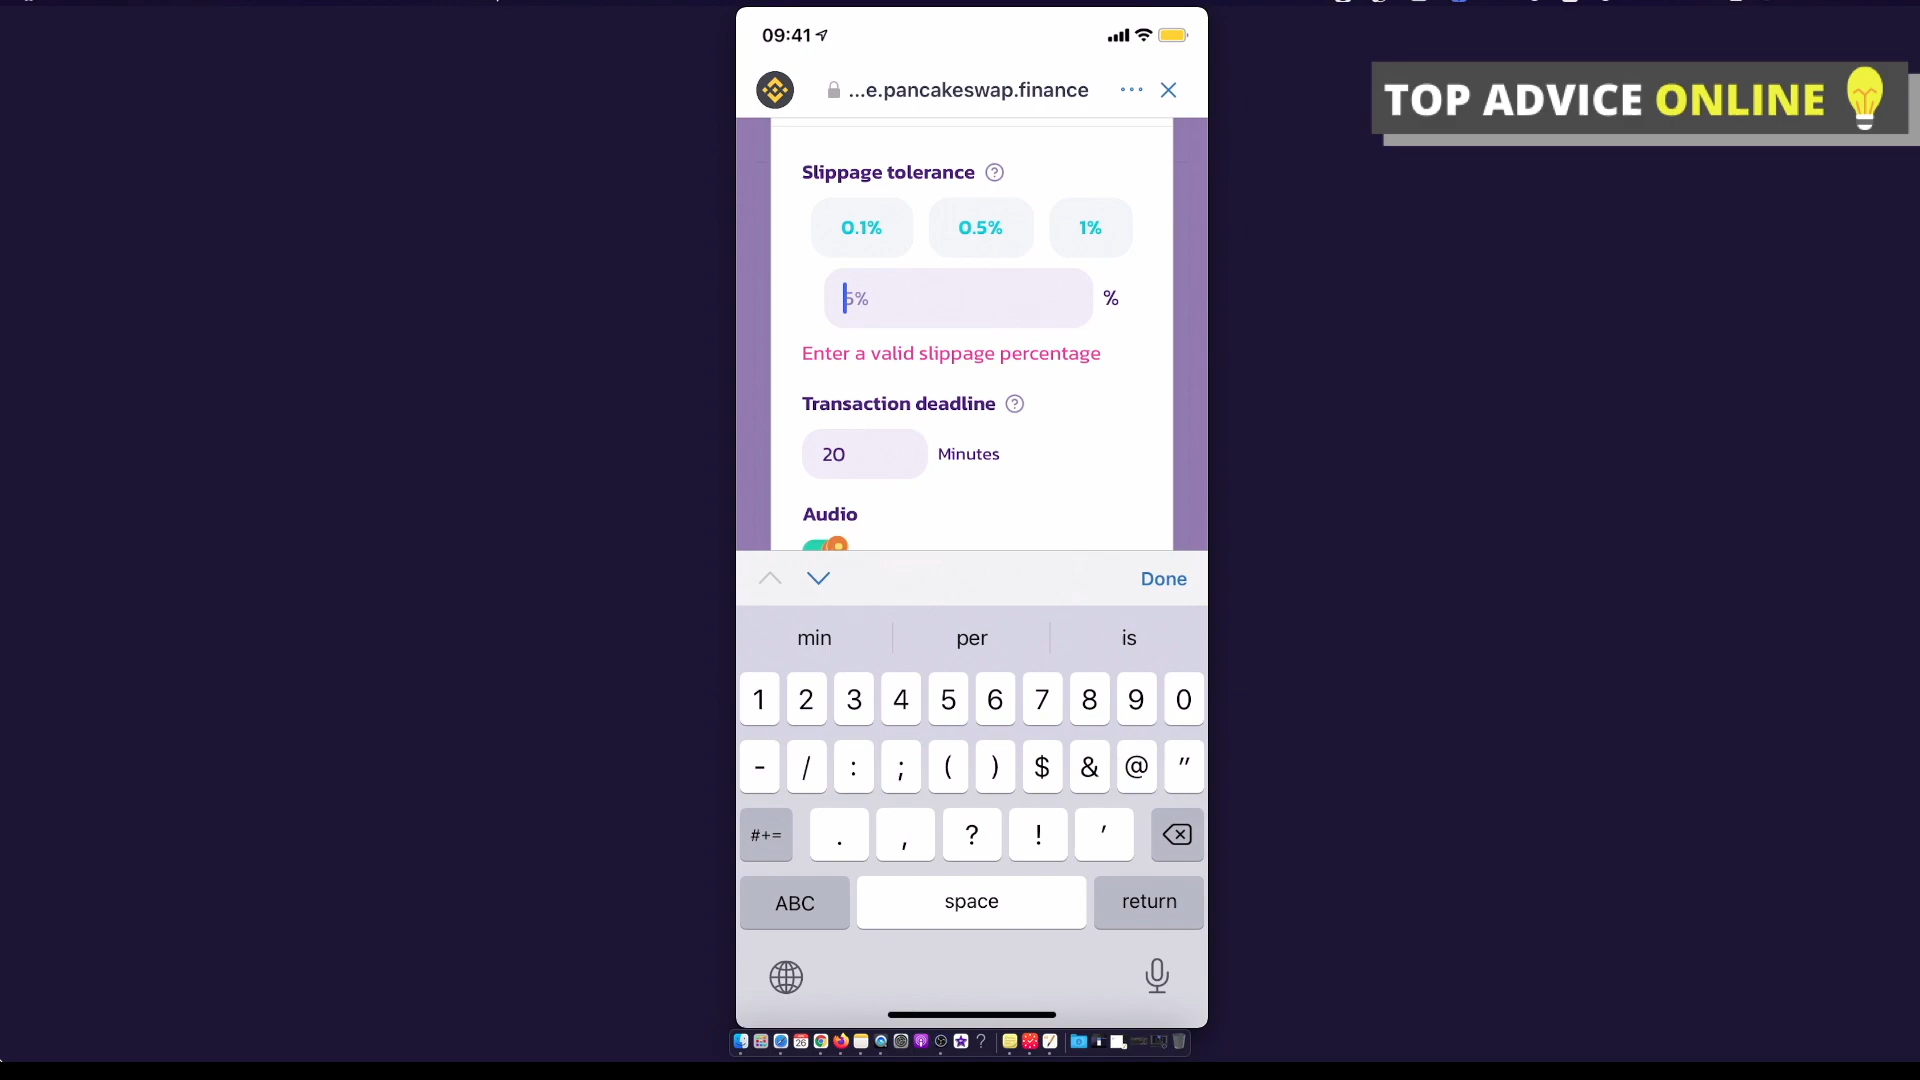 09:41
...e.pancakeswap.finance
TOP ADVICE ONLINE
Slippage tolerance ?
0.1% 0.5% 1%
5% %
Enter a valid slippage percentage
Transaction deadline ?
20 Minutes
Audio
Done
min per is
1 2 3 4 5 6 7 8 9 0
- / : ; ( ) $ & @ "
#+= . , ? ! '
ABC space return
26